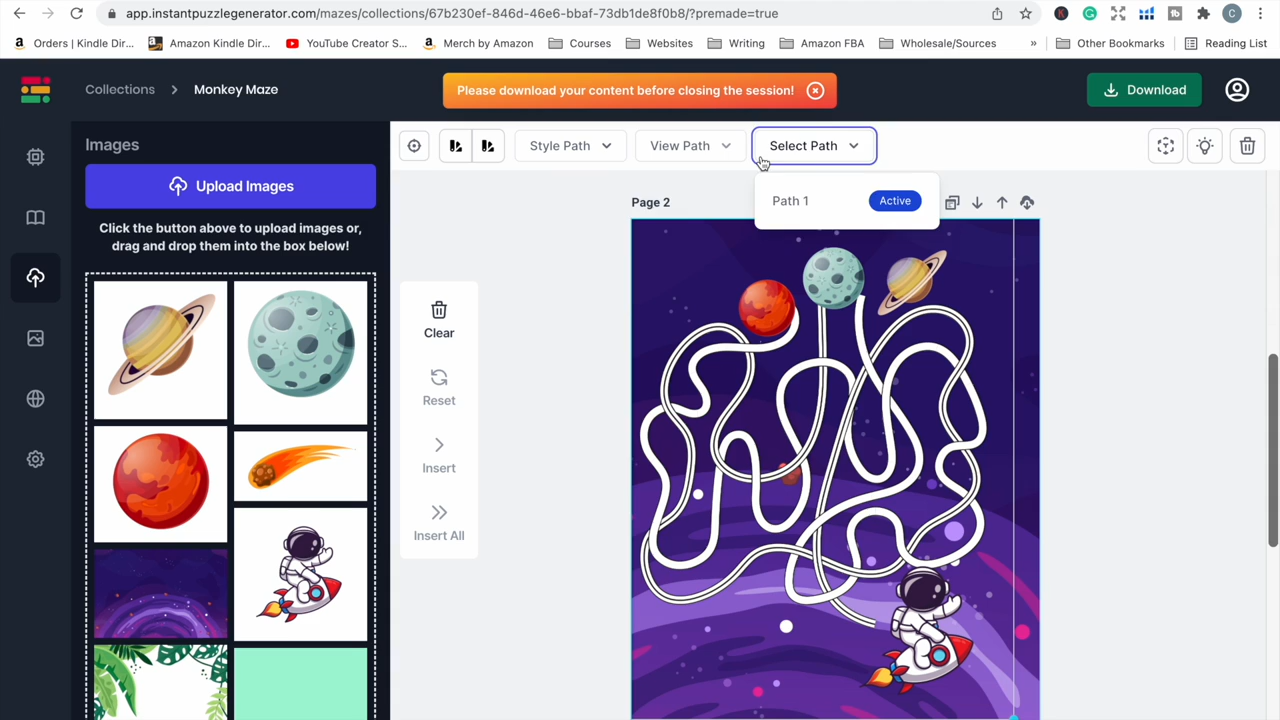 app.instantpuzzlegenerator.com/mazes/collections/67b230ef-846d-46e6-bbaf-73db1de8f0b8/?premade=true
Orders | Kindle Dir...
Amazon Kindle Dir...
YouTube Creator S...
Merch by Amazon
Courses
Websites
Writing
Amazon FBA
Wholesale/Sources
»
Other Bookmarks
Reading List
Collections > Monkey Maze
Please download your content before closing the session!
Download
Images
Upload Images
Click the button above to upload images or,
drag and drop them into the box below!
Style Path
View Path
Select Path
Path 1
Active
Page 2
Clear
Reset
Insert
Insert All